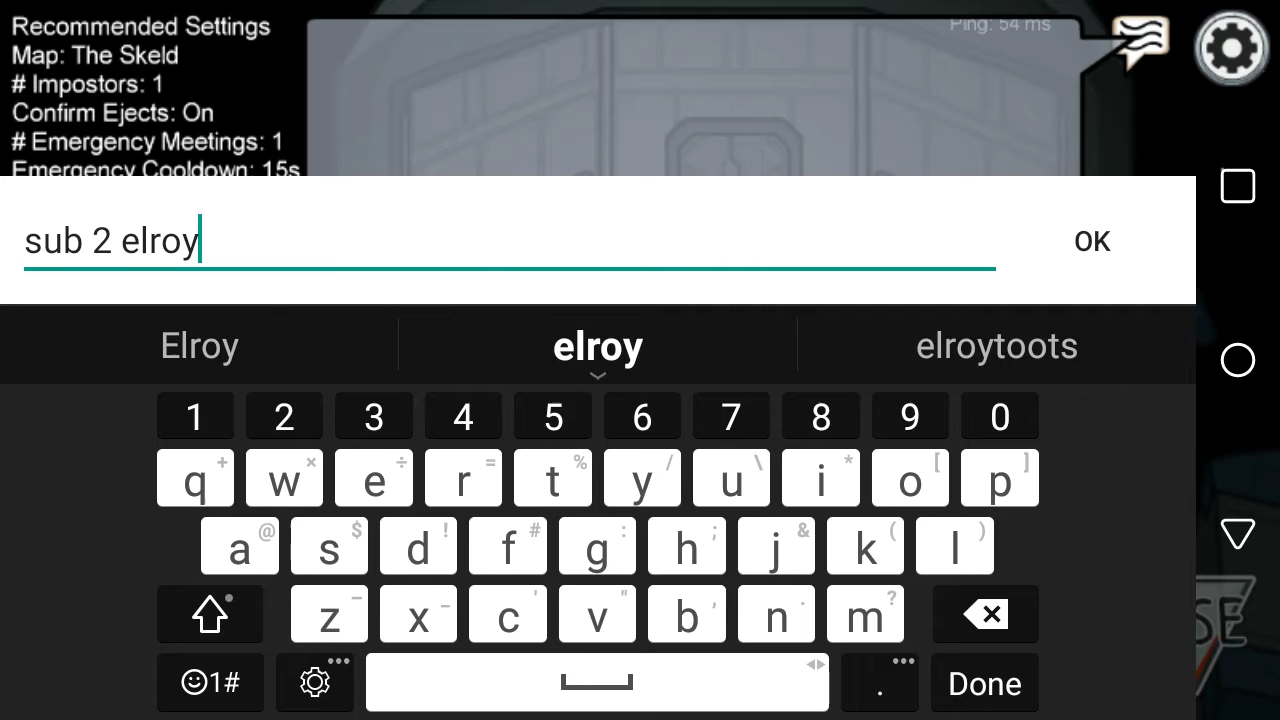 Recommended Settings
Map: The Skeld
# Impostors: 1
Confirm Ejects: On
# Emergency Meetings: 1
Emergency Cooldown: 15s
Ping: 54 ms
sub 2 elroy
OK
Elroy elroy elroytoots
1 2 3 4 5 6 7 8 9 0
q + w × e ÷ r = t % y / u \ i * o [ p ]
a @ s $ d ! f # g : h ; j & k ( l )
z – x _ c ' v " b , n . m ?
1# . Done